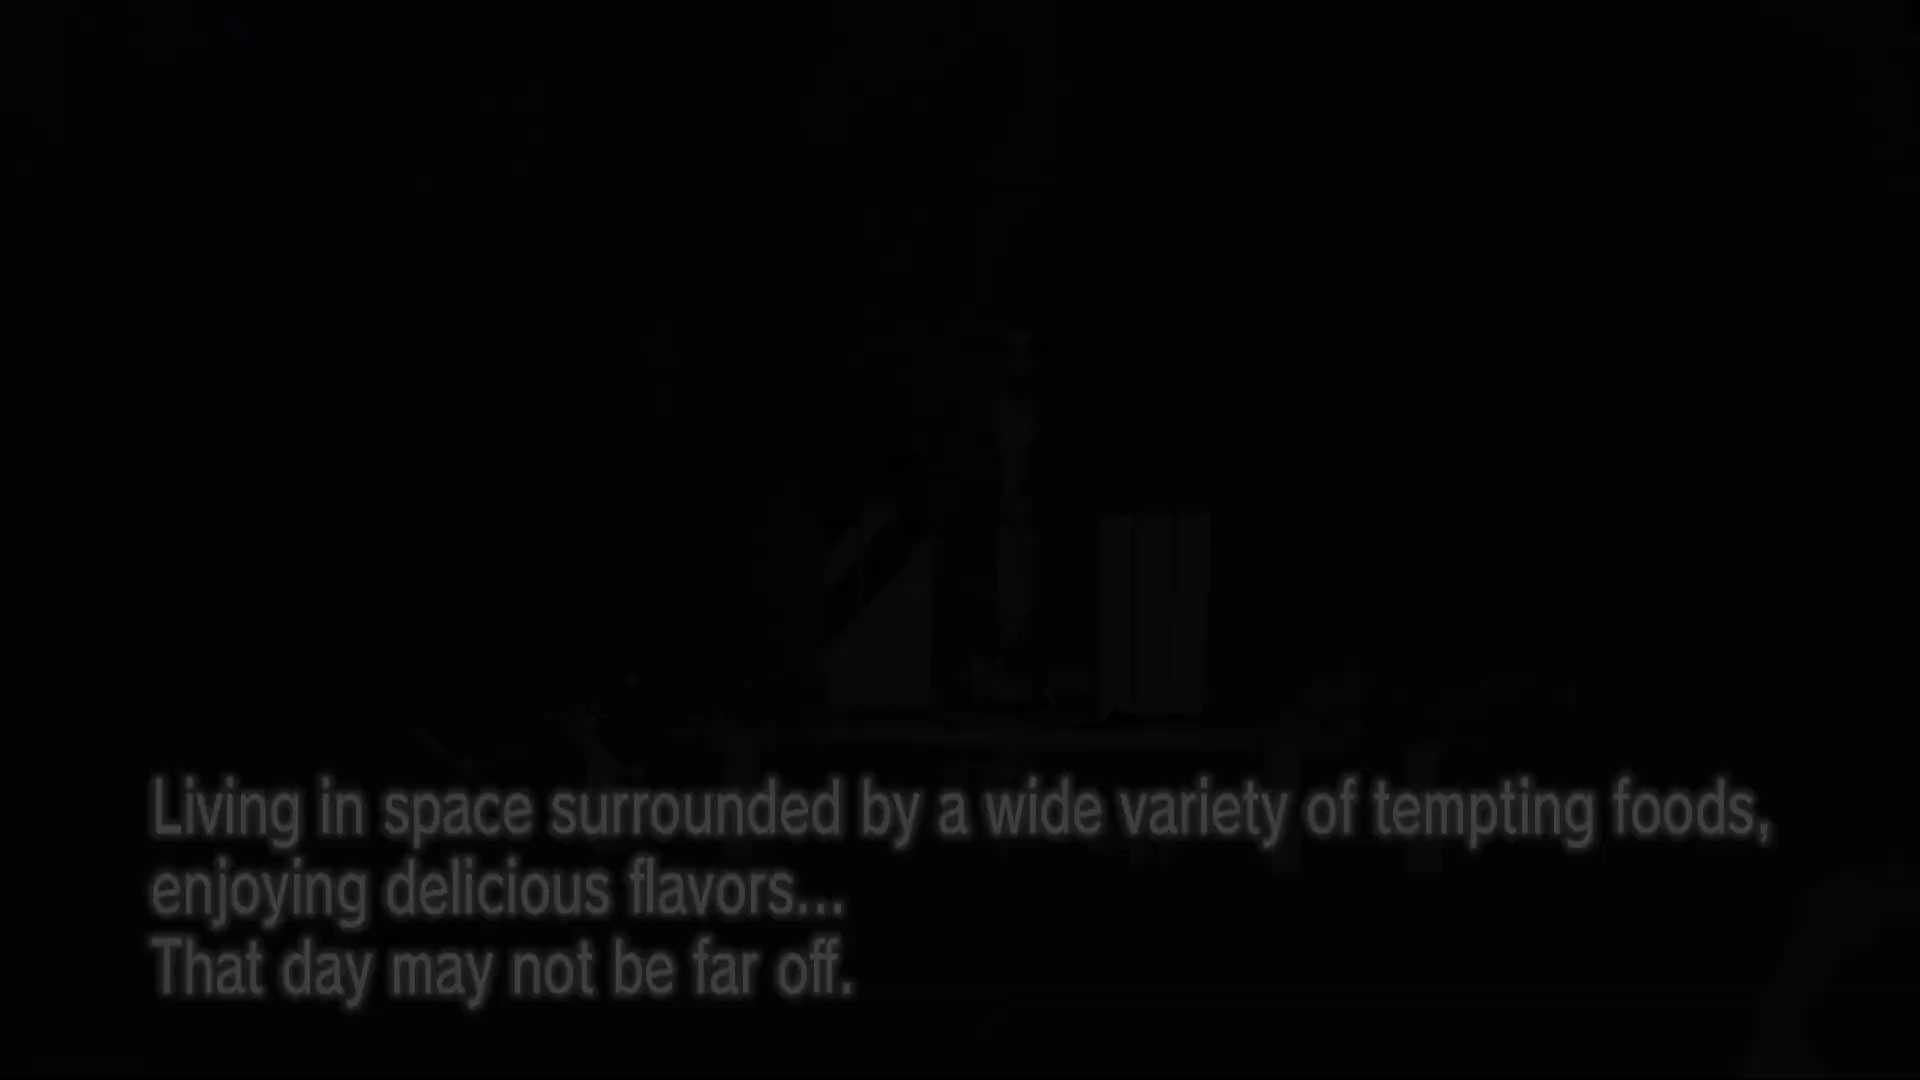 Living in space surrounded by a wide variety of tempting foods,
enjoying delicious flavors...
That day may not be far off.